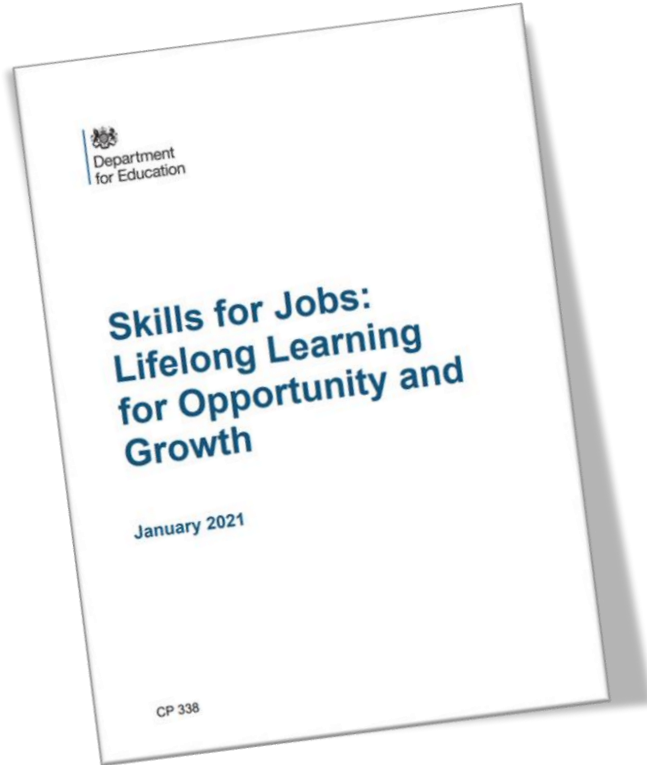 Department
for Education
Skills for Jobs:
Lifelong Learning
for Opportunity and
Growth
January 2021
CP 338